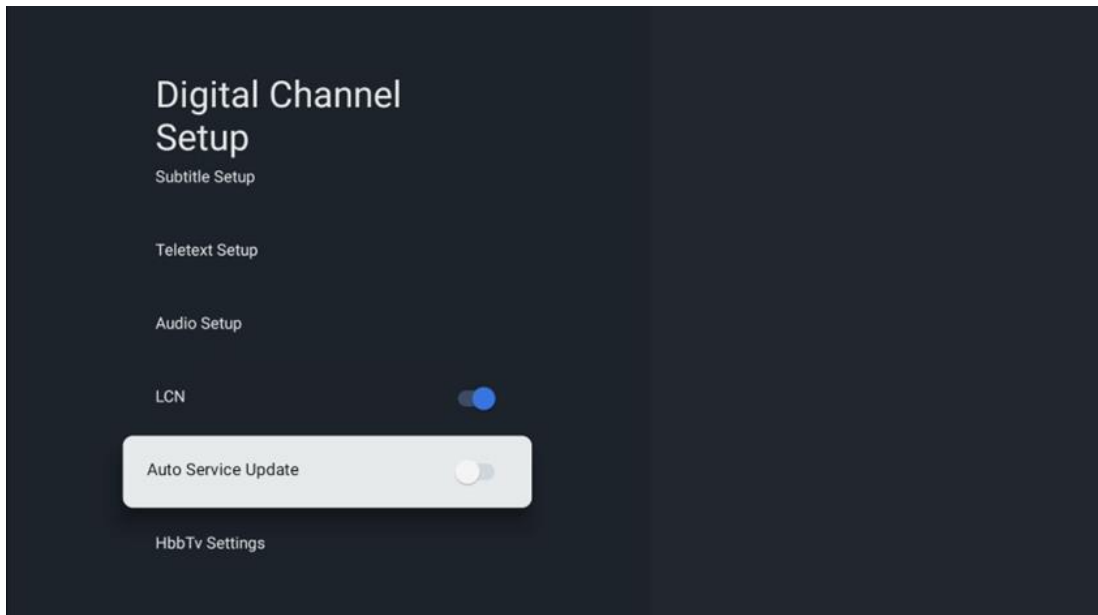 Digital Channel
Setup
Subtitle Setup
Teletext Setup
Audio Setup
LCN
Auto Service Update
HbbTv Settings